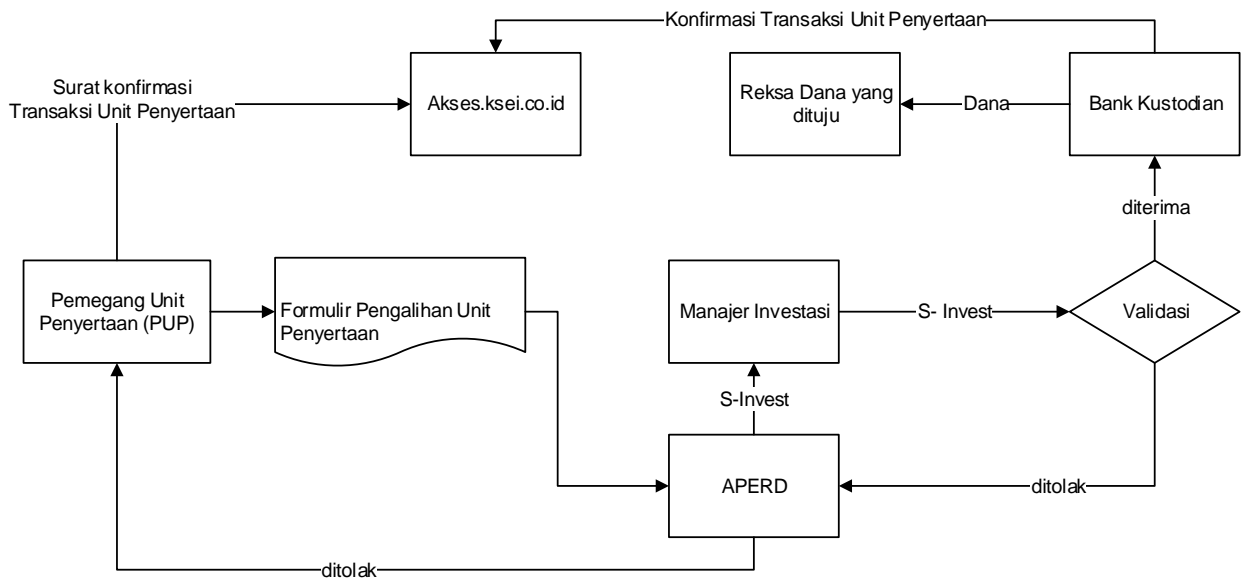 Konfirmasi Transaksi Unit Penyertaan
Surat konfirmasi
Transaksi Unit Penyertaan
Akses.ksei.co.id
Reksa Dana yang
dituju
Dana
Bank Kustodian
diterima
Pemegang Unit
Penyertaan (PUP)
Formulir Pengalihan Unit
Penyertaan
Manajer Investasi
S- Invest
Validasi
S-Invest
APERD
ditolak
ditolak